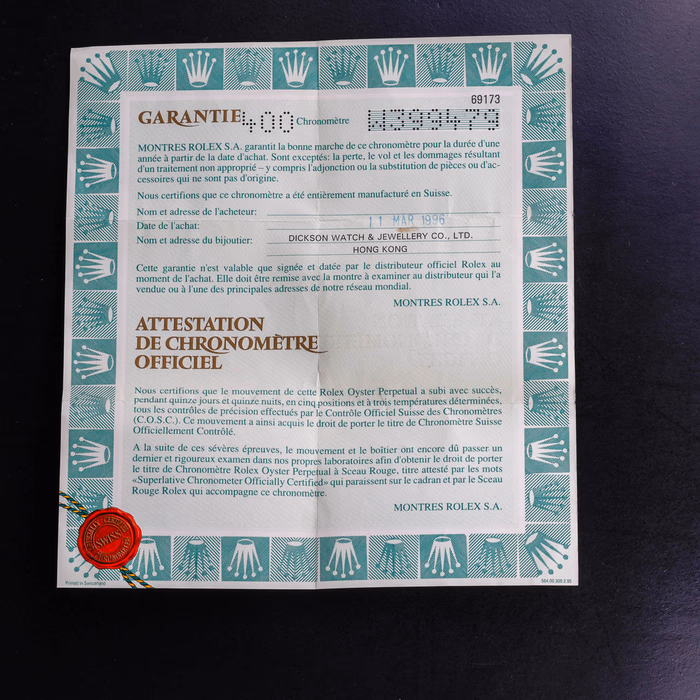 69173
GARANTIE 400 Chronomètre
MONTRES ROLEX S.A. garantit la bonne marche de ce chronomètre pour la durée d'une
année à partir de la date d'achat. Sont exceptés: la perte, le vol et les dommages résultant
d'un traitement non approprié – y compris l'adjonction ou la substitution de pièces ou d'ac-
cessoires qui ne sont pas d'origine.
Nous certifions que ce chronomètre a été entièrement manufacturé en Suisse.
Nom et adresse de l'acheteur:
Date de l'achat: 11 MAR 1996
Nom et adresse du bijoutier: DICKSON WATCH & JEWELLERY CO., LTD.
HONG KONG
Cette garantie n'est valable que signée et datée par le distributeur officiel Rolex au
moment de l'achat. Elle doit être remise avec la montre à examiner au distributeur qui l'a
vendue ou à l'une des principales adresses de notre réseau mondial.
MONTRES ROLEX S.A.
ATTESTATION
DE CHRONOMÈTRE
OFFICIEL
Nous certifions que le mouvement de cette Rolex Oyster Perpetual a subi avec succès,
pendant quinze jours et quinze nuits, en cinq positions et à trois températures déterminées,
tous les contrôles de précision effectués par le Contrôle Officiel Suisse des Chronomètres
(C.O.S.C.). Ce mouvement a ainsi acquis le droit de porter le titre de Chronomètre Suisse
Officiellement Contrôlé.
A la suite de ces sévères épreuves, le mouvement et le boîtier ont encore dû passer un
dernier et rigoureux examen dans nos propres laboratoires afin d'obtenir le droit de porter
le titre de Chronomètre Rolex Oyster Perpetual à Sceau Rouge, titre attesté par les mots
«Superlative Chronometer Officially Certified» qui paraissent sur le cadran et par le Sceau
Rouge Rolex qui accompagne ce chronomètre.
MONTRES ROLEX S.A.
SWISS
Printed in Switzerland